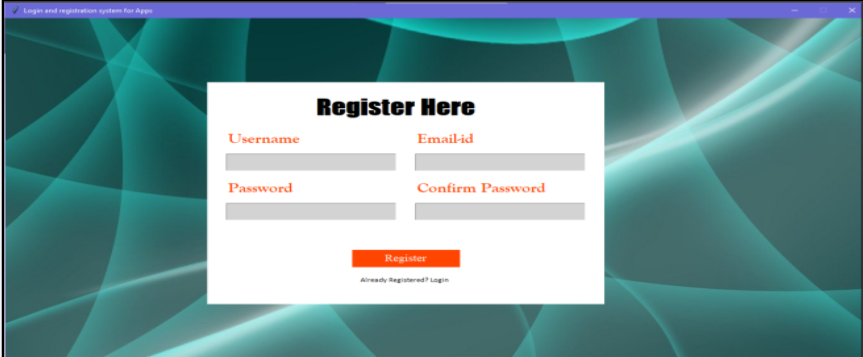 Login and registration system for Apps
Register Here
Username Email-id
Password Confirm Password
Register
Already Registered? Login